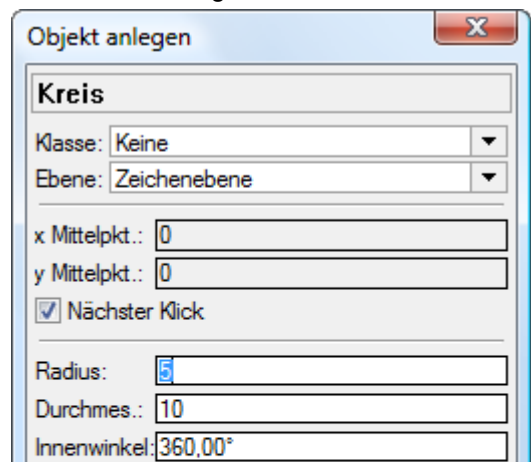 Objekt anlegen
Kreis
Klasse: Keine
Ebene: Zeichenebene
x Mittelpkt.: 0
y Mittelpkt.: 0
Nächster Klick
Radius: 5
Durchmes.: 10
Innenwinkel: 360,00°